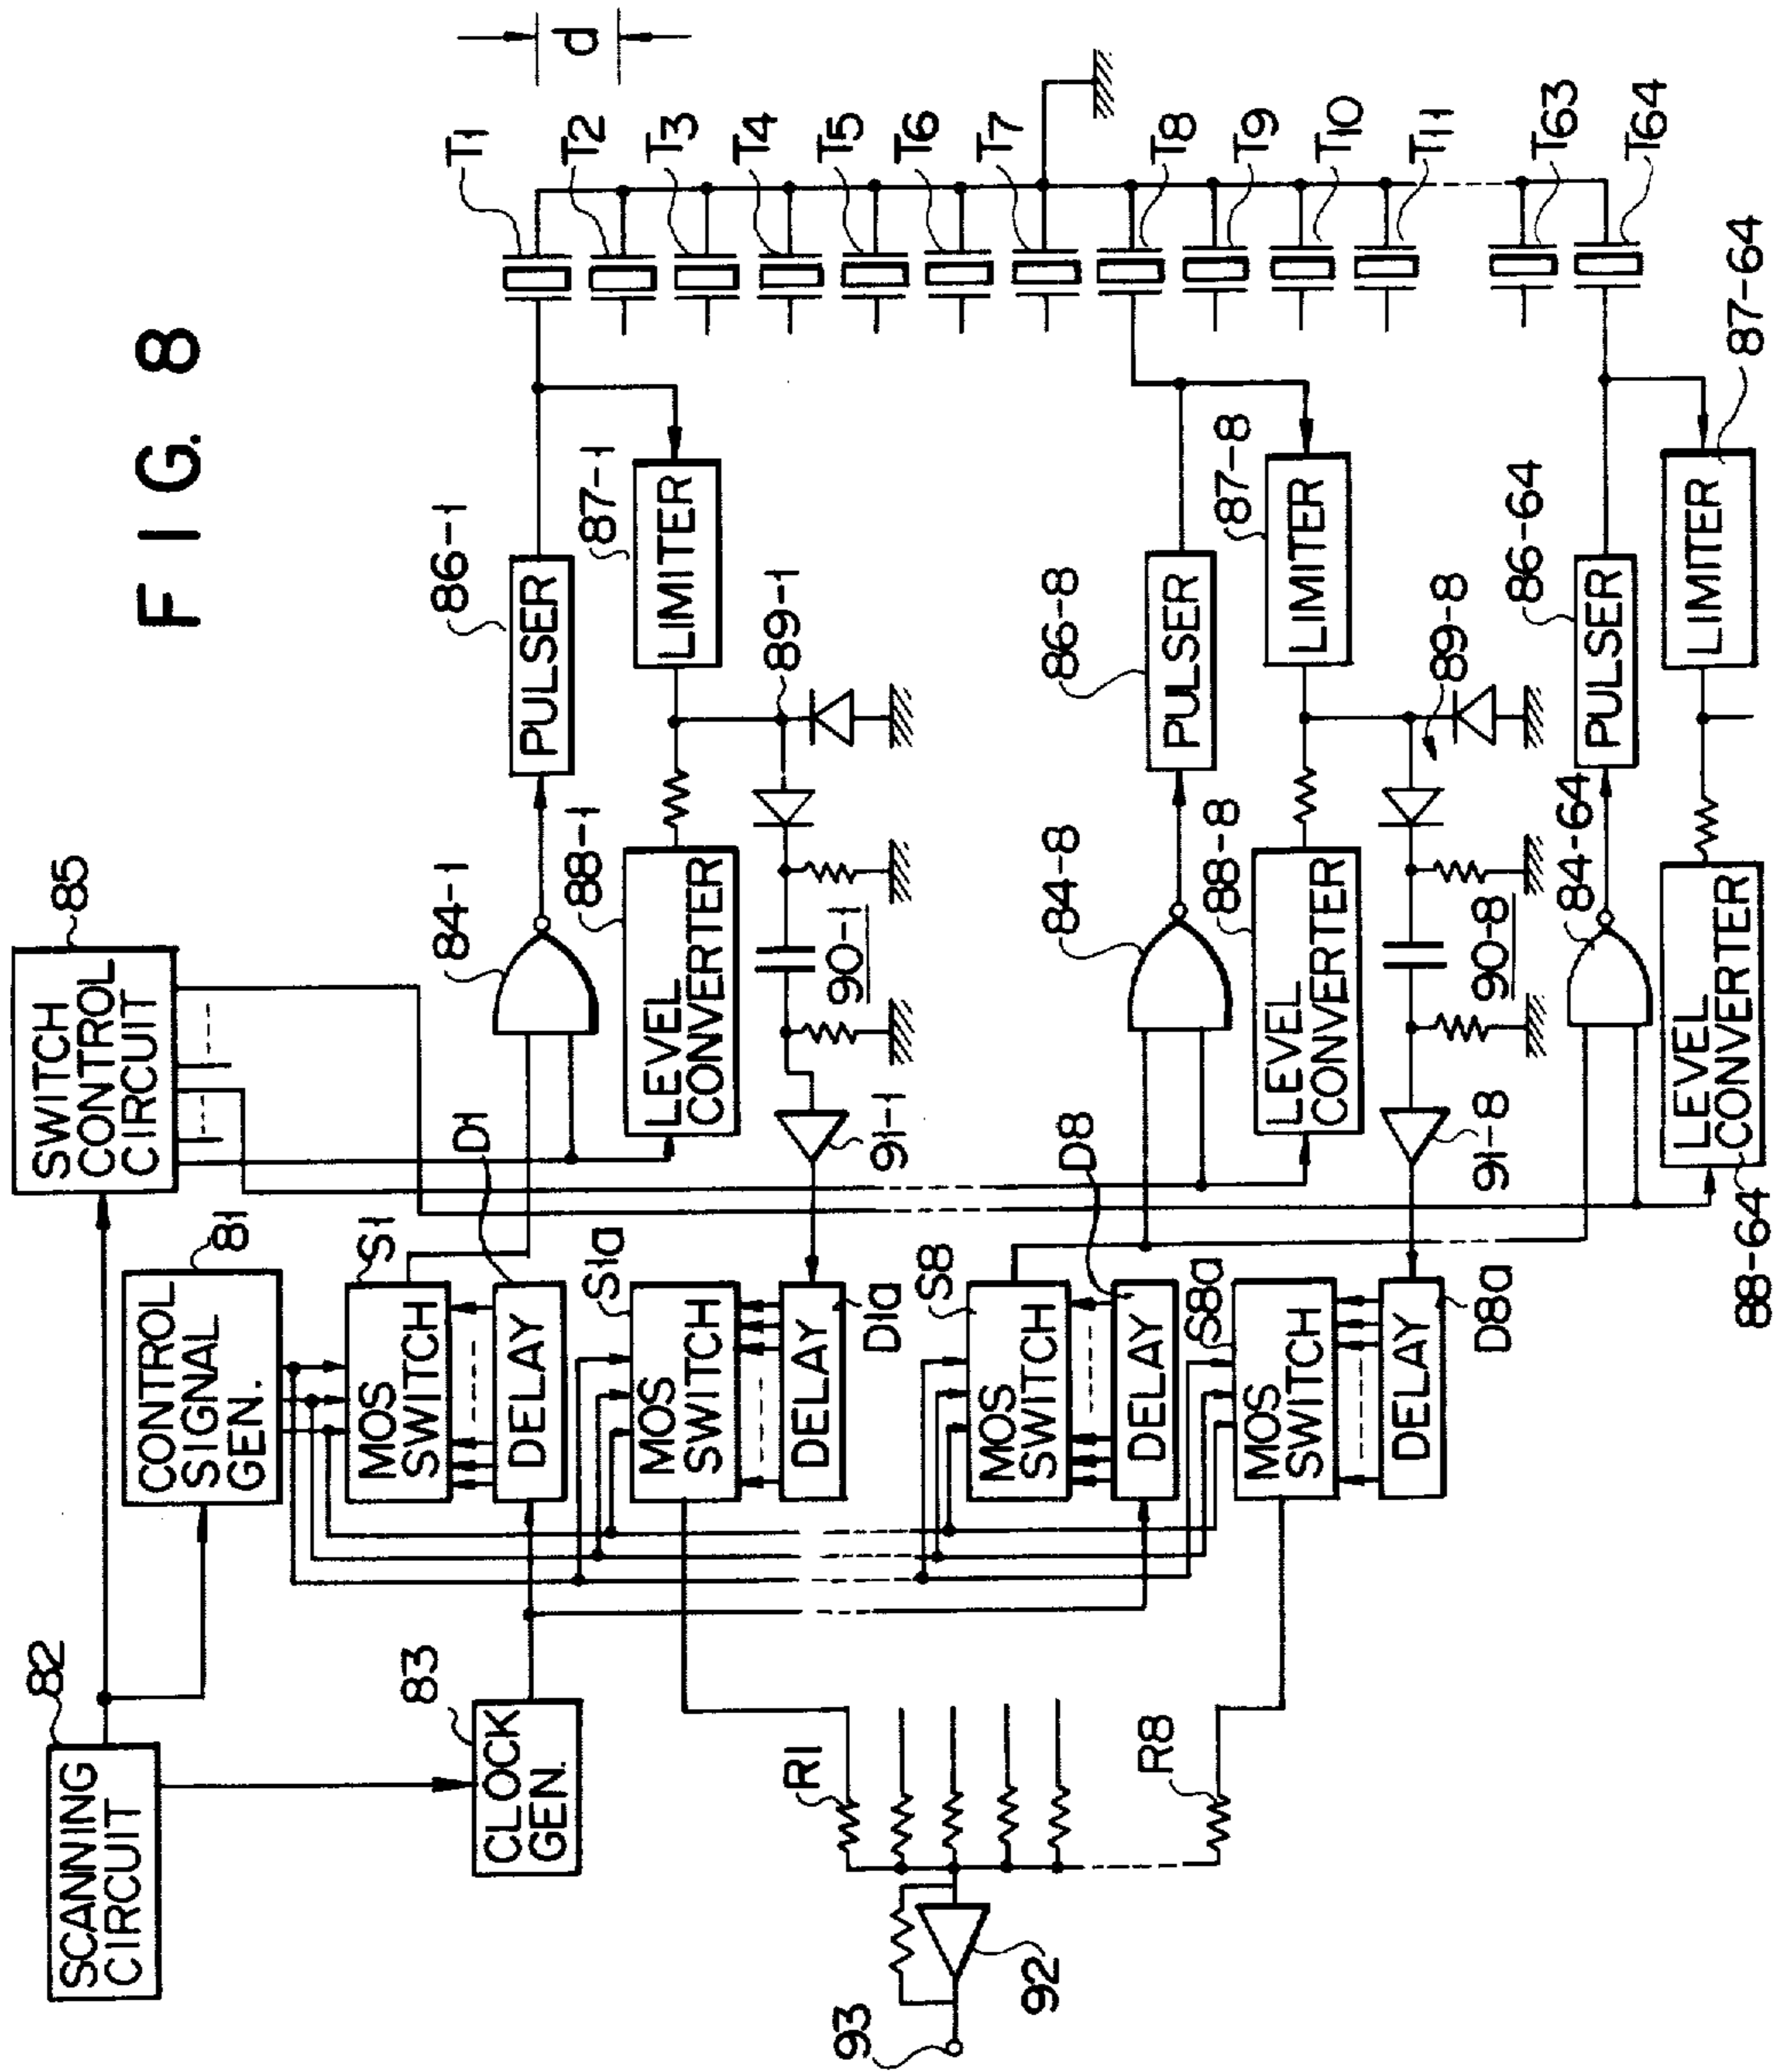 FIG. 8
SCANNING
CIRCUIT
82
CONTROL
SIGNAL
GEN.
81
SWITCH
CONTROL
CIRCUIT
85
CLOCK
GEN.
83
MOS
SWITCH
S1
DELAY
D1
84-1
PULSER
86-1
LIMITER
87-1
LEVEL
CONVERTER
88-1
89-1
90-1
91-1
MOS
SWITCH
S1a
DELAY
D1a
MOS
SWITCH
S8
DELAY
D8
84-8
PULSER
86-8
LIMITER
87-8
LEVEL
CONVERTER
88-8
89-8
90-8
91-8
MOS
SWITCH
S8a
DELAY
D8a
84-64
PULSER
86-64
LIMITER
87-64
LEVEL
CONVERTER
88-64
R1
R8
92
93
T1
T2
T3
T4
T5
T6
T7
T8
T9
T10
T11
T63
T64
d